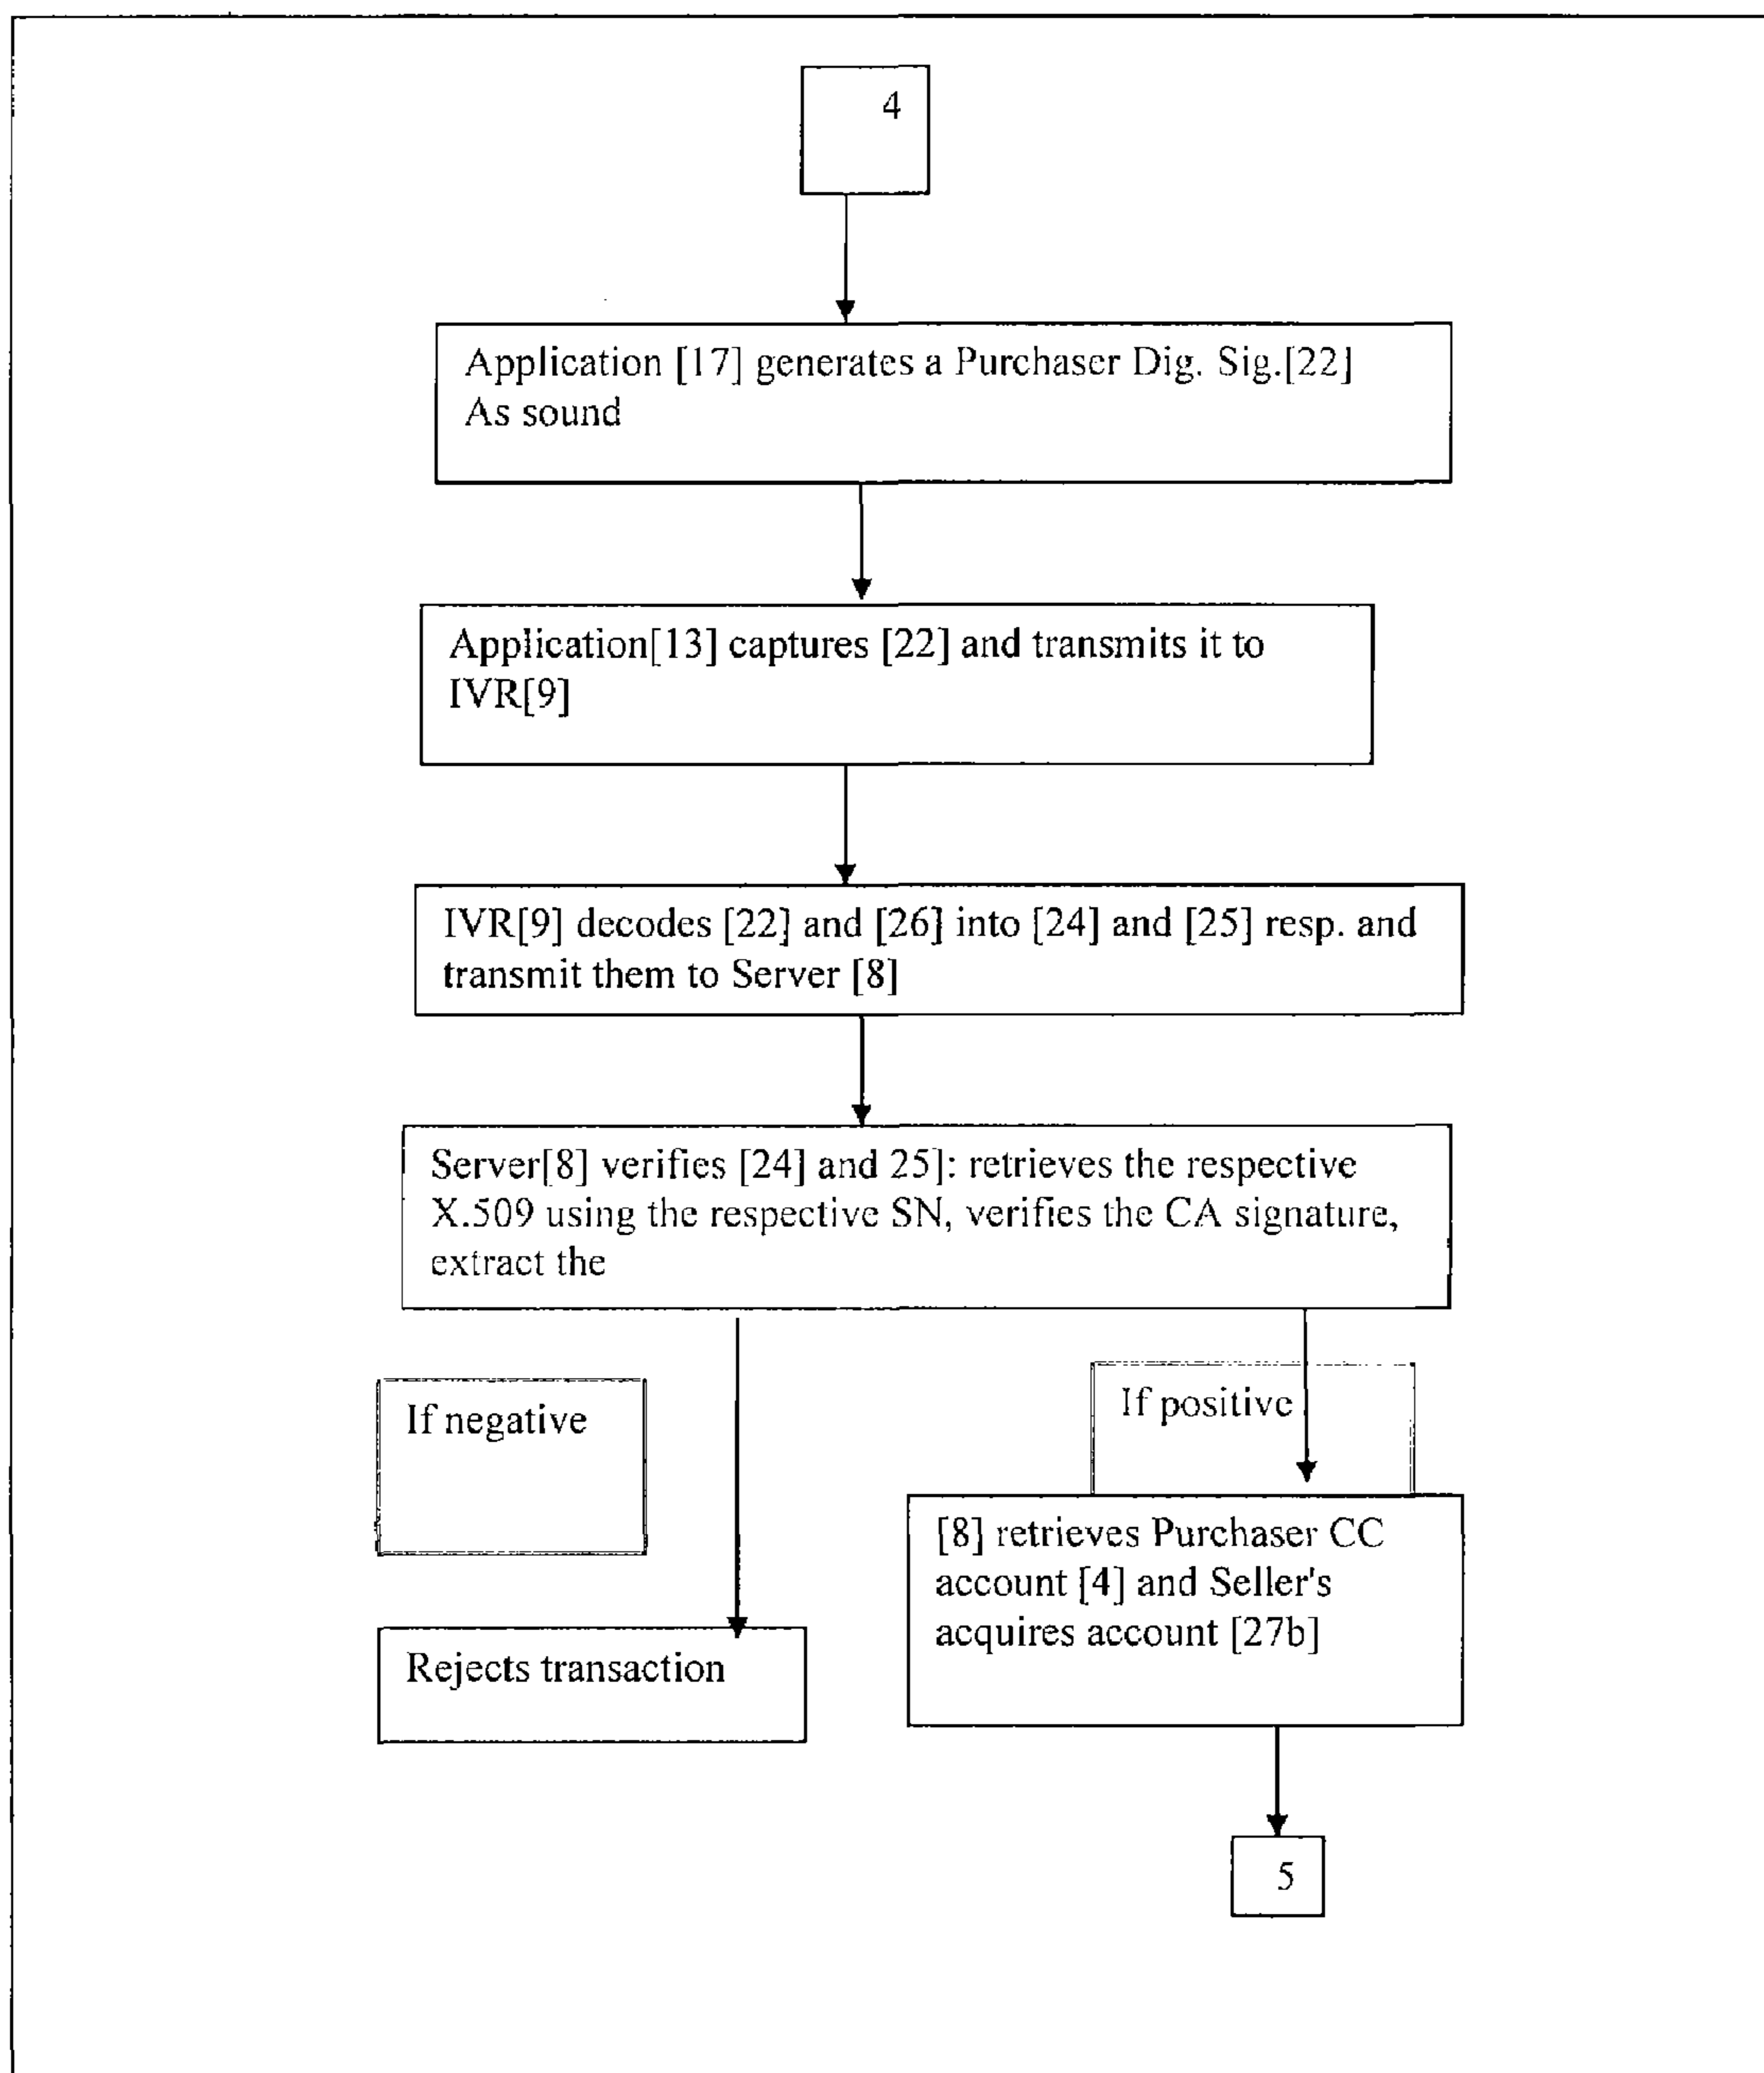 4
Application [17] generates a Purchaser Dig. Sig.[22]
As sound
Application[13] captures [22] and transmits it to
IVR[9]
IVR[9] decodes [22] and [26] into [24] and [25] resp. and
transmit them to Server [8]
Server[8] verifies [24] and 25]: retrieves the respective
X.509 using the respective SN, verifies the CA signature,
extract the
If negative
If positive
[8] retrieves Purchaser CC
account [4] and Seller's
acquires account [27b]
Rejects transaction
5